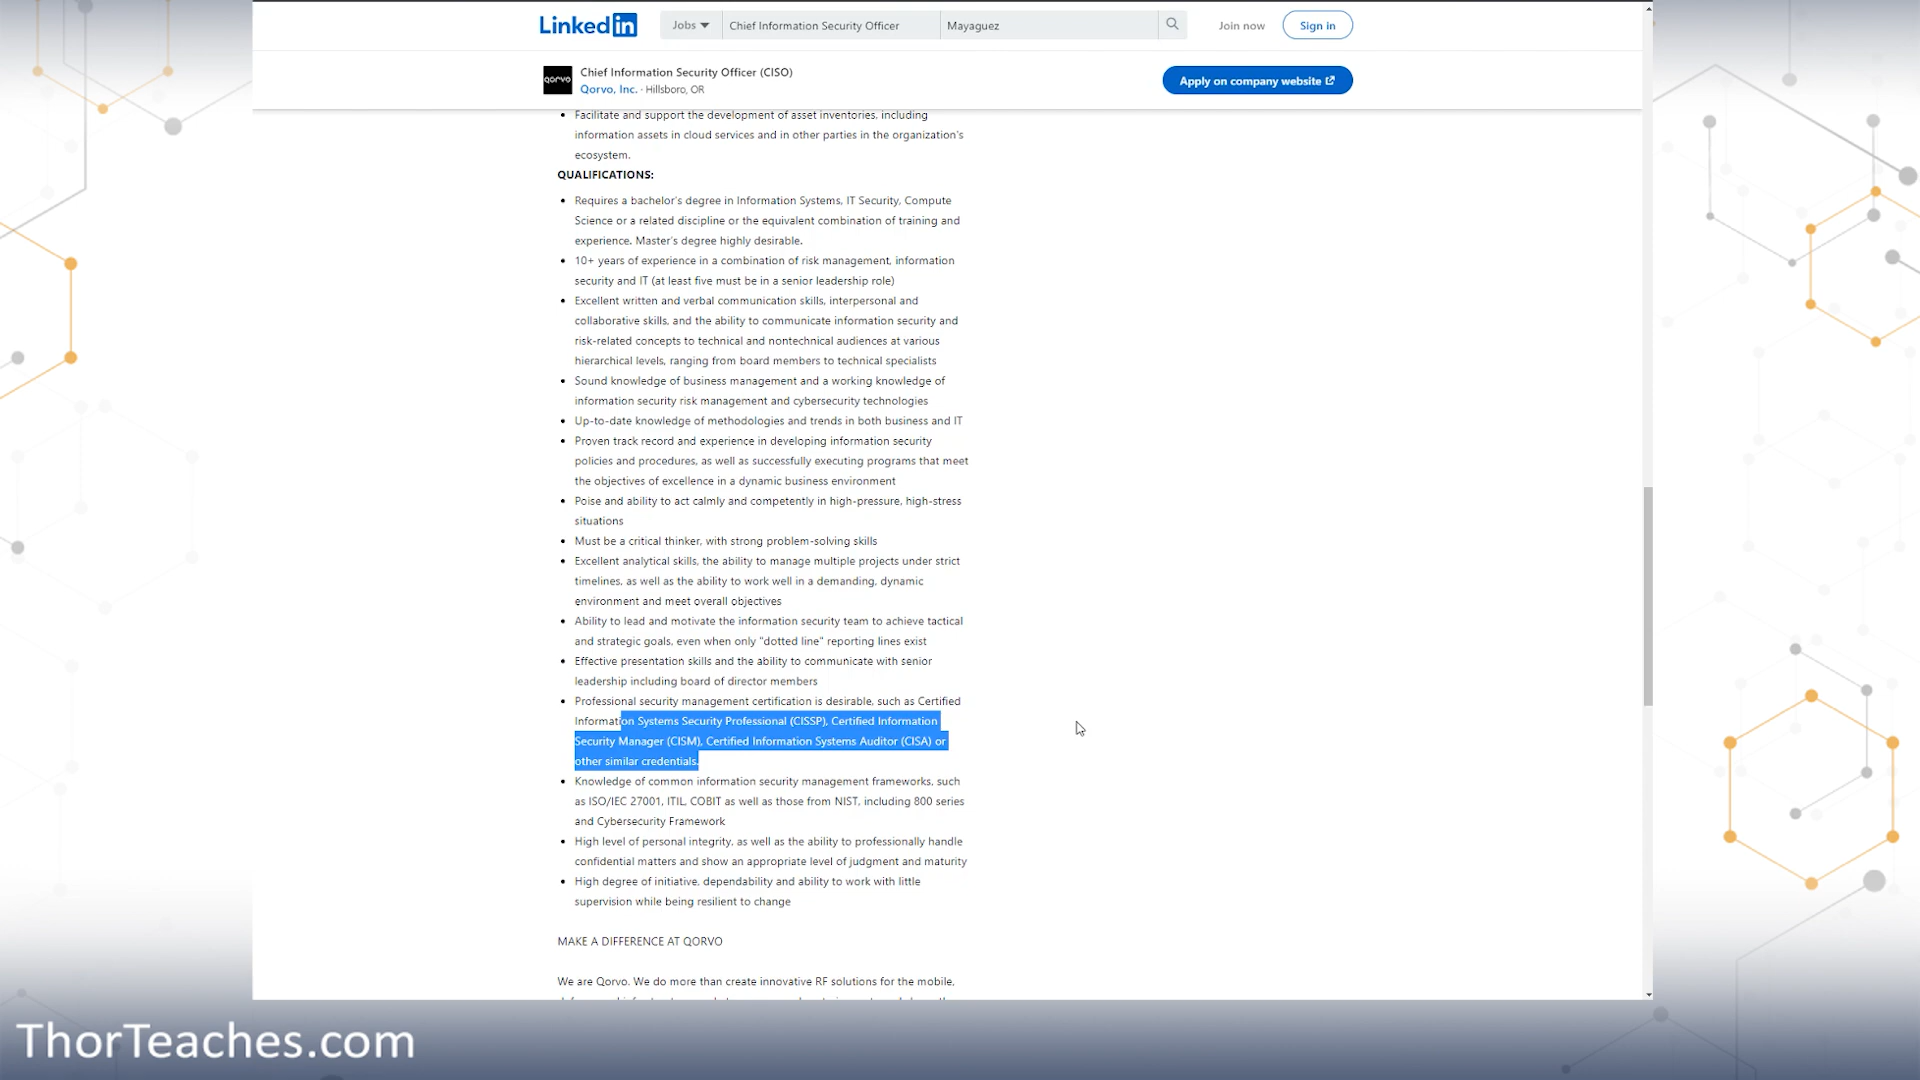 LinkedIn Jobs Chief Information Security Officer Mayaguez Join now Sign in
qorvo
Chief Information Security Officer (CISO)
Qorvo, Inc. · Hillsboro, OR
Apply on company website
• Facilitate and support the development of asset inventories, including
information assets in cloud services and in other parties in the organization's
ecosystem.
QUALIFICATIONS:
• Requires a bachelor's degree in Information Systems, IT Security, Compute
Science or a related discipline or the equivalent combination of training and
experience. Master's degree highly desirable.
• 10+ years of experience in a combination of risk management, information
security and IT (at least five must be in a senior leadership role)
• Excellent written and verbal communication skills, interpersonal and
collaborative skills, and the ability to communicate information security and
risk-related concepts to technical and nontechnical audiences at various
hierarchical levels, ranging from board members to technical specialists
• Sound knowledge of business management and a working knowledge of
information security risk management and cybersecurity technologies
• Up-to-date knowledge of methodologies and trends in both business and IT
• Proven track record and experience in developing information security
policies and procedures, as well as successfully executing programs that meet
the objectives of excellence in a dynamic business environment
• Poise and ability to act calmly and competently in high-pressure, high-stress
situations
• Must be a critical thinker, with strong problem-solving skills
• Excellent analytical skills, the ability to manage multiple projects under strict
timelines, as well as the ability to work well in a demanding, dynamic
environment and meet overall objectives
• Ability to lead and motivate the information security team to achieve tactical
and strategic goals, even when only "dotted line" reporting lines exist
• Effective presentation skills and the ability to communicate with senior
leadership including board of director members
• Professional security management certification is desirable, such as Certified
Information Systems Security Professional (CISSP), Certified Information
Security Manager (CISM), Certified Information Systems Auditor (CISA) or
other similar credentials.
• Knowledge of common information security management frameworks, such
as ISO/IEC 27001, ITIL, COBIT as well as those from NIST, including 800 series
and Cybersecurity Framework
• High level of personal integrity, as well as the ability to professionally handle
confidential matters and show an appropriate level of judgment and maturity
• High degree of initiative, dependability and ability to work with little
supervision while being resilient to change
MAKE A DIFFERENCE AT QORVO
We are Qorvo. We do more than create innovative RF solutions for the mobile,
ThorTeaches.com